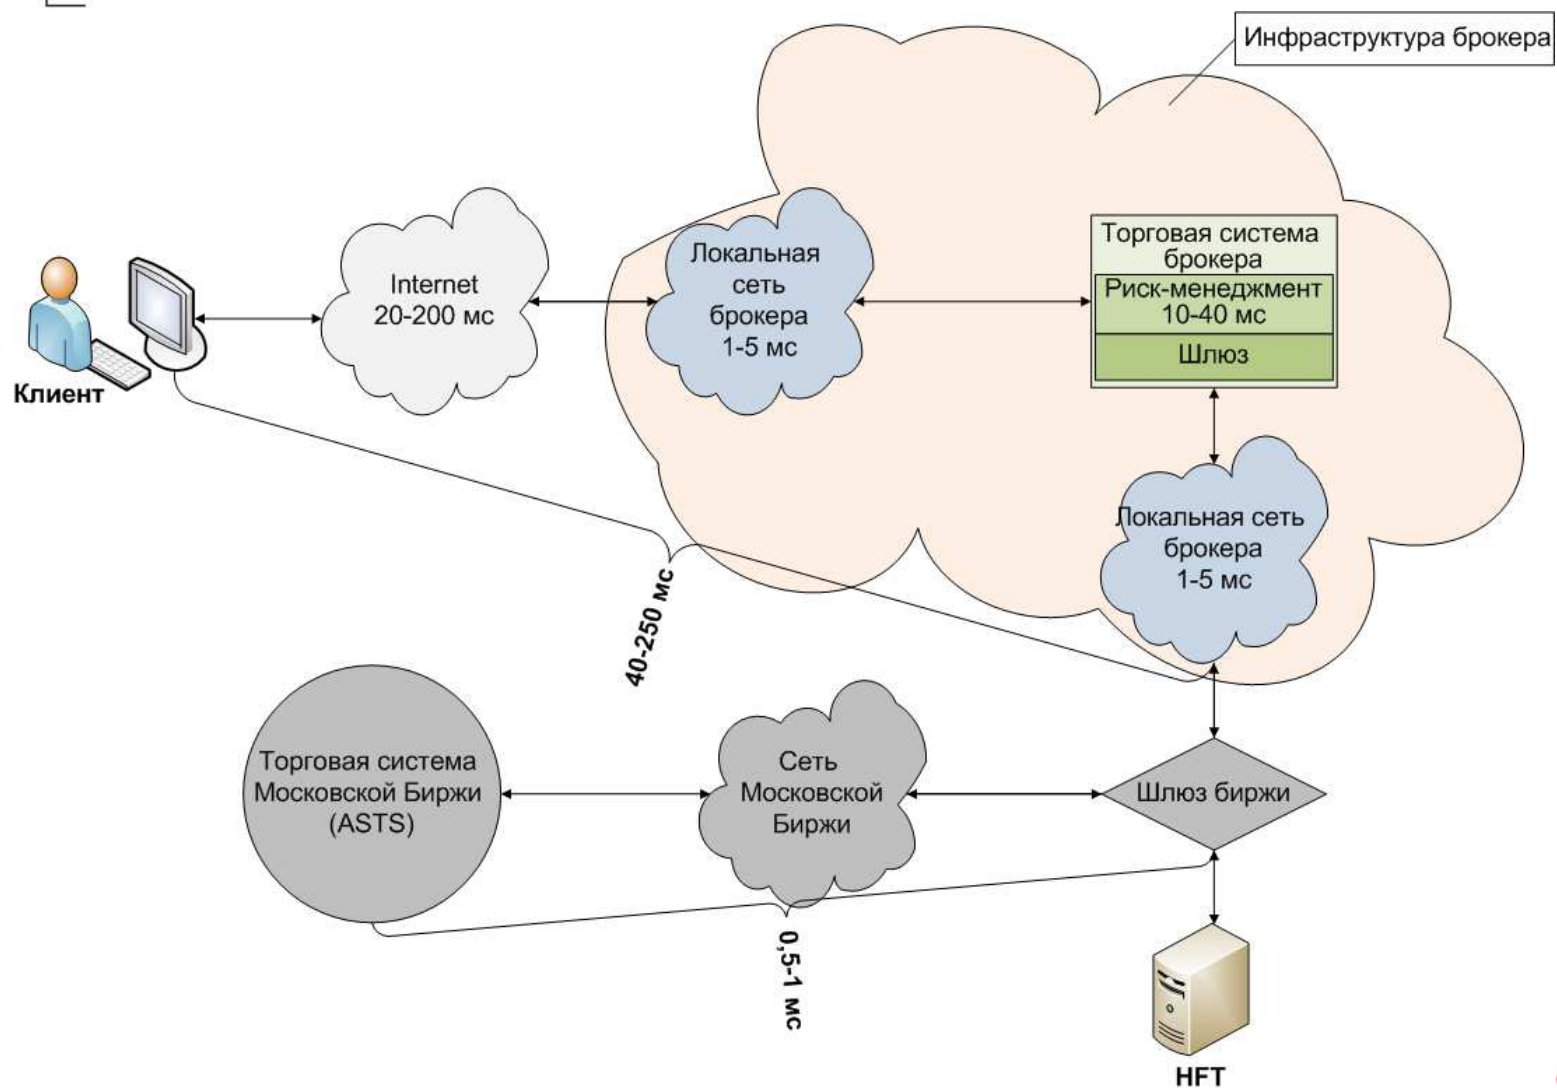 Инфраструктура брокера
Internet
20-200 мс
Локальная
сеть
брокера
1-5 мс
Торговая система
брокера
Риск-менеджмент
10-40 мс
Шлюз
Клиент
Локальная сеть
брокера
1-5 мс
40-250 мс
Торговая система
Московской Биржи
(ASTS)
Сеть
Московской
Биржи
Шлюз биржи
0,5-1 мс
HFT